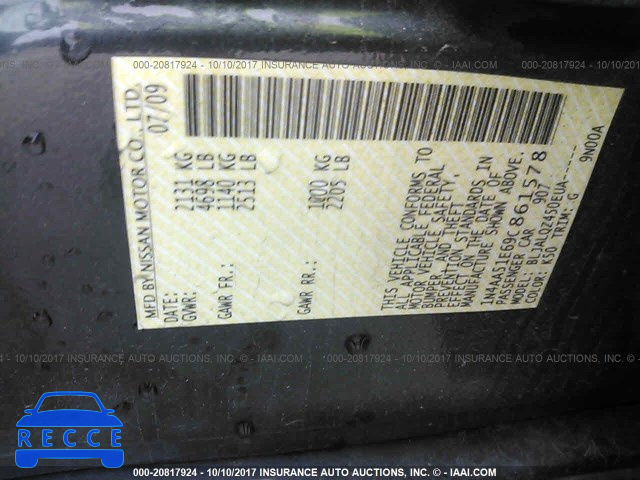 000-20817924 - 10/10/2017 INSURANCE AUTO AUCTIONS, INC. © - IAAI.COM
MFD BY NISSAN MOTOR CO., LTD.
DATE: 07/09
GVWR: 2131 KG
4698 LB
GAWR FR.: 1140 KG
2513 LB
GAWR RR.: 1000 KG
2205 LB
THIS VEHICLE CONFORMS TO
ALL APPLICABLE FEDERAL
MOTOR VEHICLE SAFETY,
BUMPER, AND THEFT
PREVENTION STANDARDS IN
EFFECT ON THE DATE OF
MANUFACTURE SHOWN ABOVE.
1N4AA51E69C861578
PASSENGER CAR 907
MODEL: BLJALQZ450EUA-----
COLOR: K50 TRIM: G
9N00A
000-20817924 - 10/10/2017 INSURANCE AUTO AUCTIONS, INC. © - IAAI.COM
RECCE
000-20817924 - 10/10/2017 INSURANCE AUTO AUCTIONS, INC. © - IAAI.COM